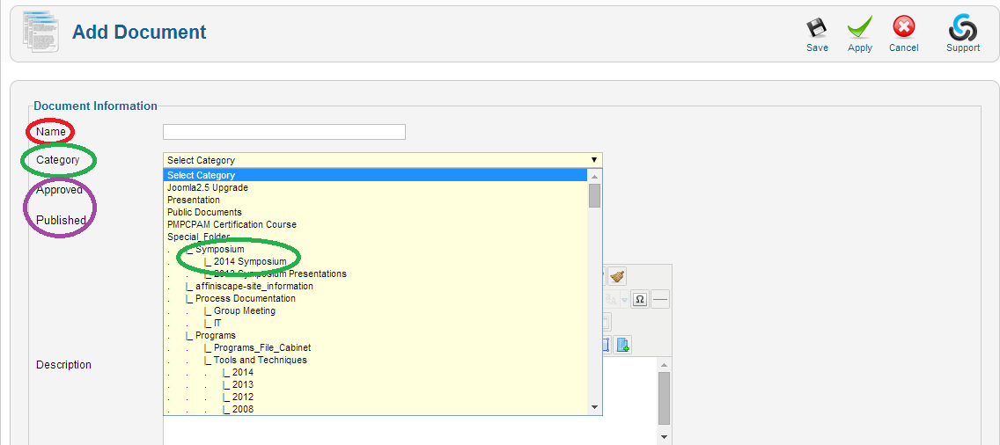 Add Document
Save Apply Cancel Support
Document Information
Name
Category Select Category
Select Category
Approved Joomla2.5 Upgrade
Presentation
Public Documents
Published PMPCPAM Certification Course
Special_Folder
. |_ Symposium
. . |_ 2014 Symposium
. . |_ 2013 Symposium Presentations
. |_ affiniscape-site_information
. |_ Process Documentation
. . |_ Group Meeting
. . |_ IT
. |_ Programs
. . |_ Programs_File_Cabinet
Description . . |_ Tools and Techniques
. . . |_ 2014
. . . |_ 2013
. . . |_ 2012
. . . |_ 2008
Ω